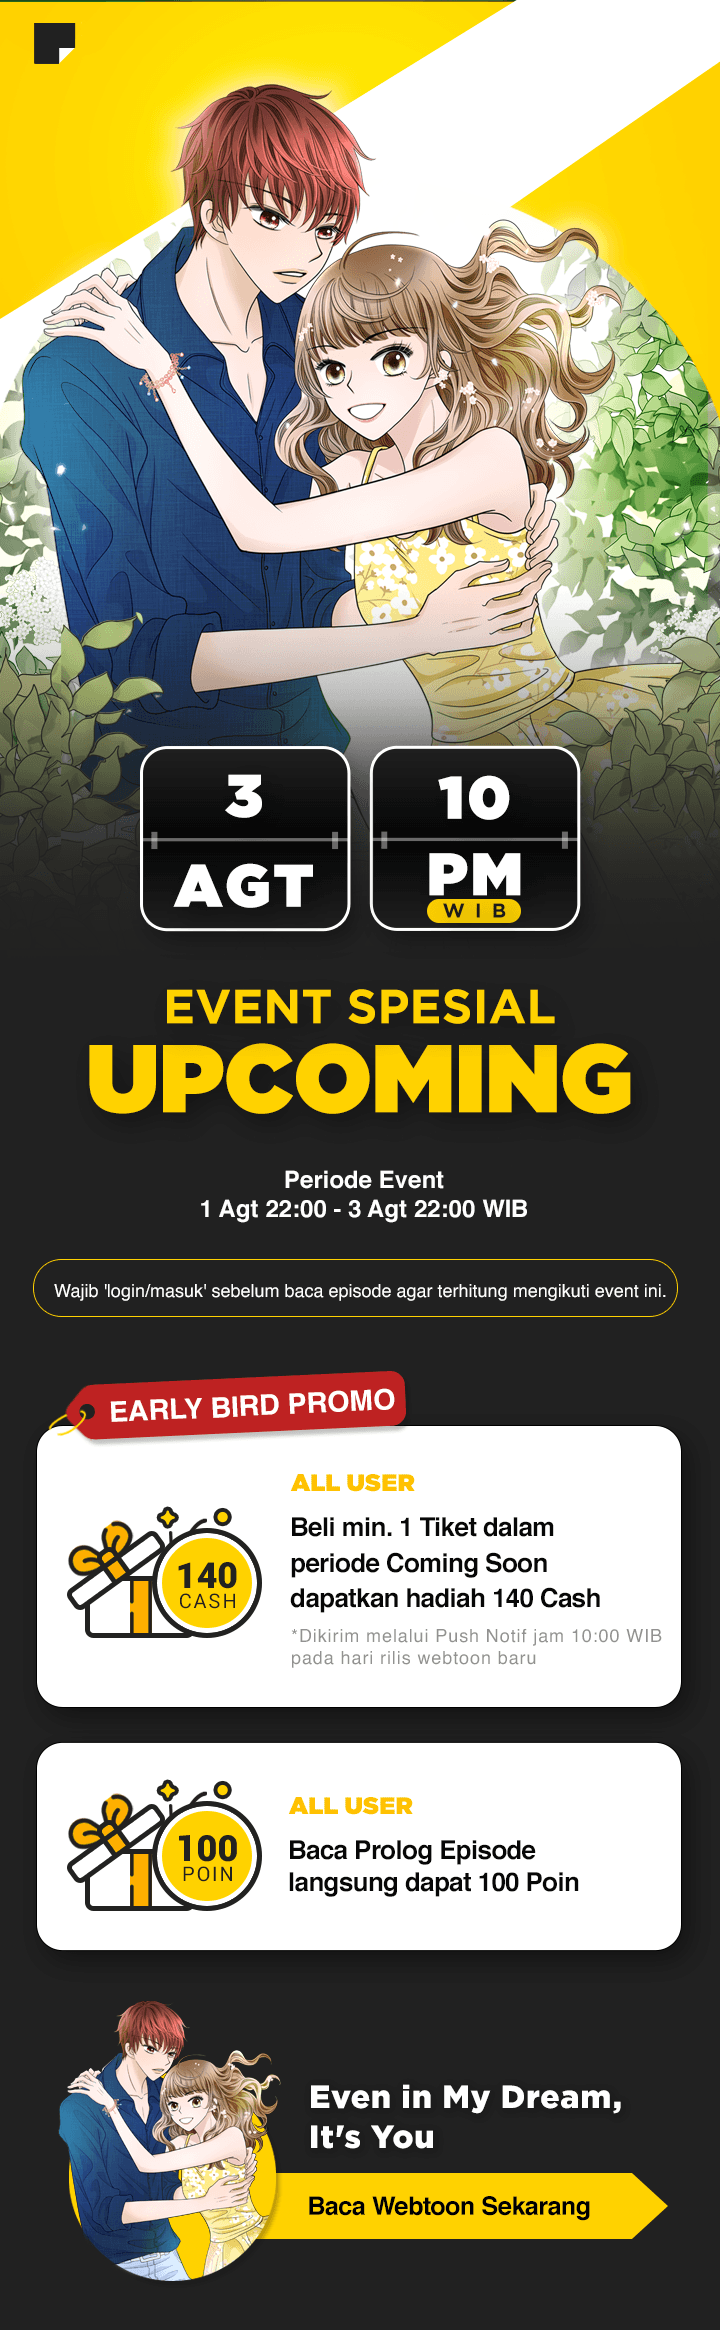 3
AGT
10
PM
WIB
EVENT SPESIAL
UPCOMING
Periode Event
1 Agt 22:00 - 3 Agt 22:00 WIB
Wajib 'login/masuk' sebelum baca episode agar terhitung mengikuti event ini.
EARLY BIRD PROMO
140
CASH
ALL USER
Beli min. 1 Tiket dalam
periode Coming Soon
dapatkan hadiah 140 Cash
*Dikirim melalui Push Notif jam 10:00 WIB
pada hari rilis webtoon baru
100
POIN
ALL USER
Baca Prolog Episode
langsung dapat 100 Poin
Even in My Dream,
It's You
Baca Webtoon Sekarang